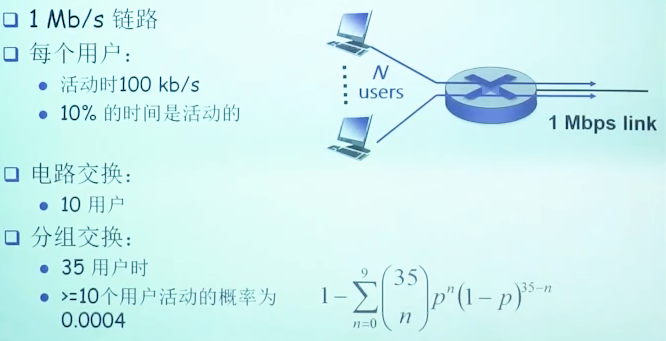 1 Mb/s 链路
每个用户：
活动时100 kb/s
10% 的时间是活动的
N
users
1 Mbps link
电路交换：
10 用户
分组交换：
35 用户时
>=10个用户活动的概率为
0.0004
1-∑_{n=0}^{9} \binom{35}{n} p^n(1-p)^{35-n}